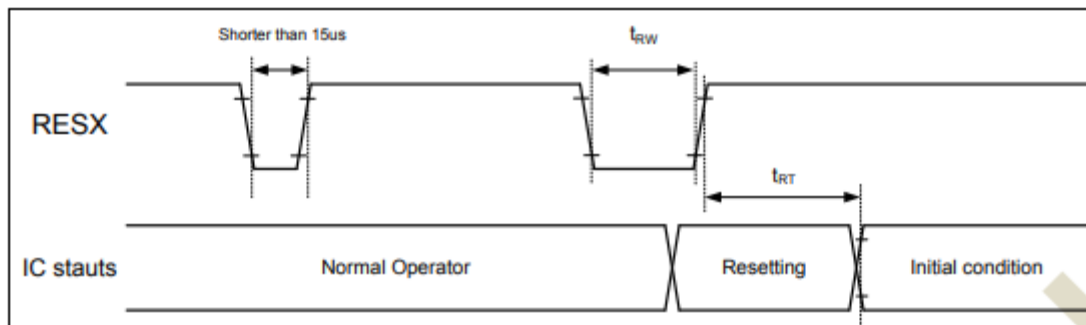 Shorter than 15us
tRW
RESX
tRT
IC stauts
Normal Operator
Resetting
Initial condition